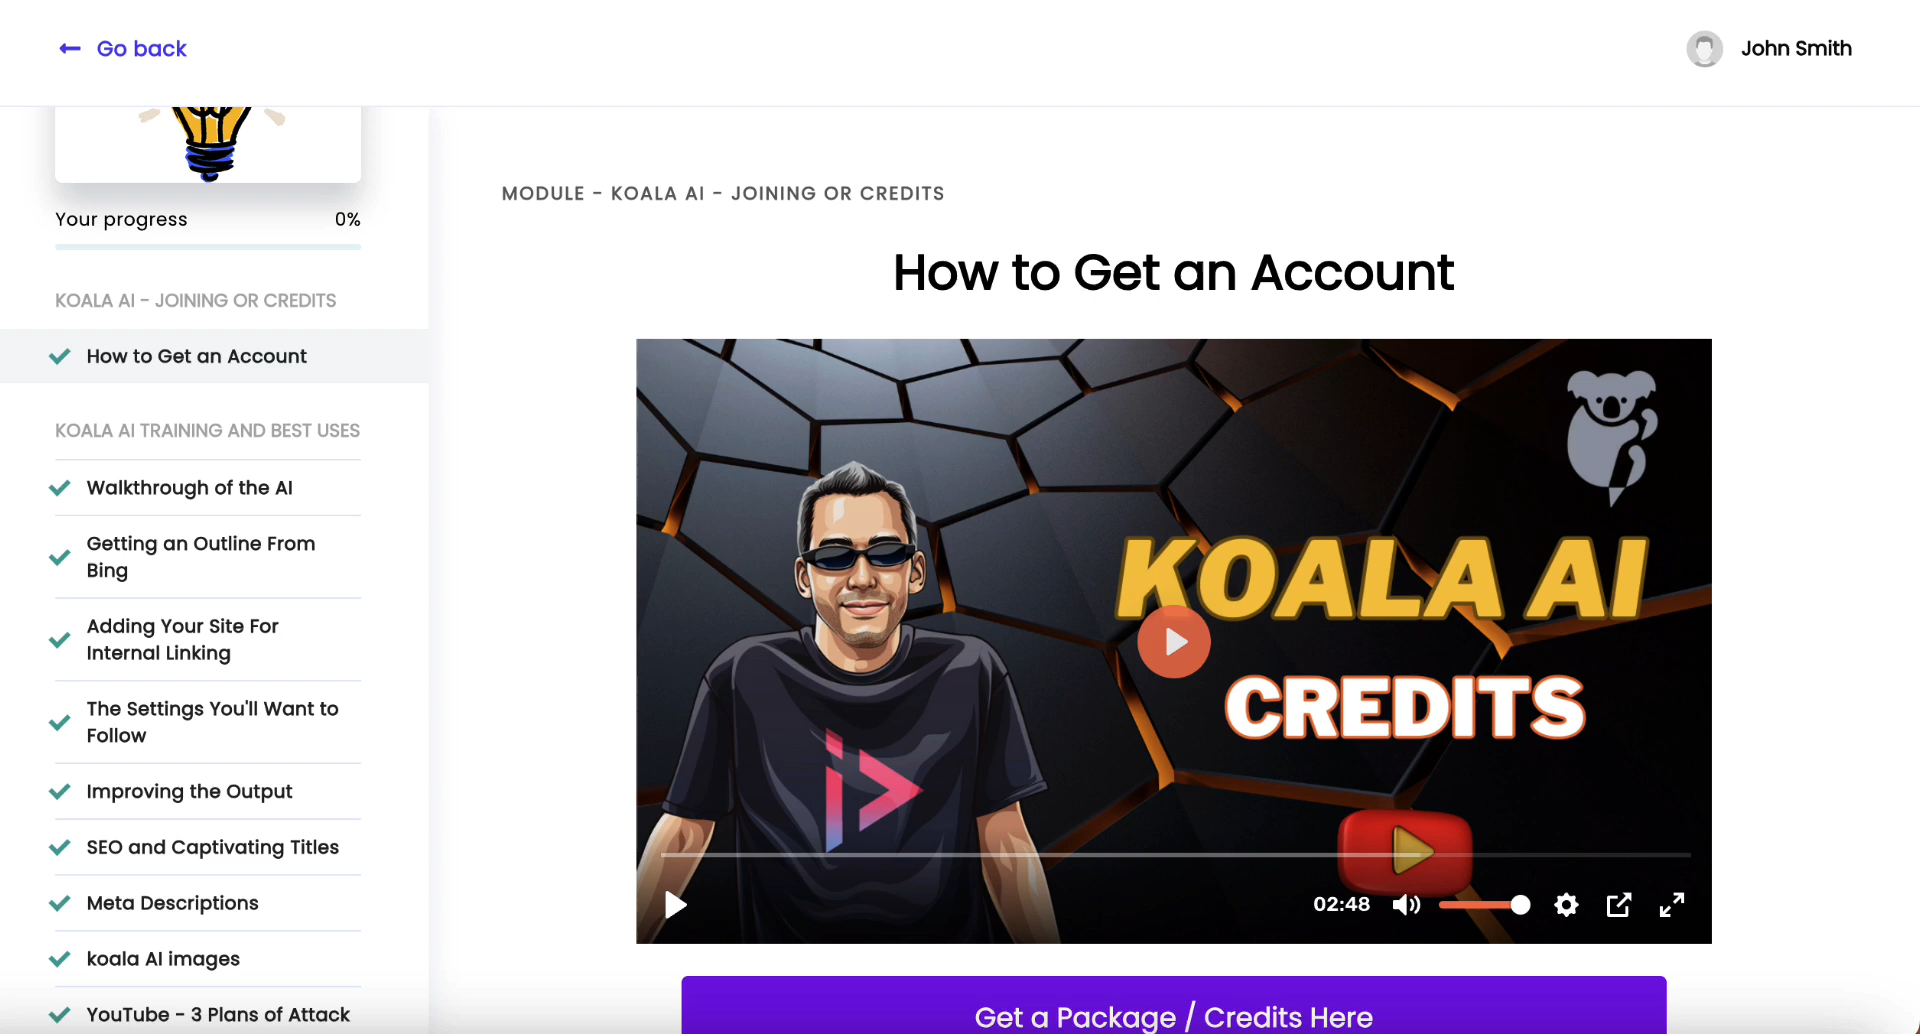 Go back
John Smith
Your progress 0%
KOALA AI - JOINING OR CREDITS
How to Get an Account
KOALA AI TRAINING AND BEST USES
Walkthrough of the AI
Getting an Outline From
Bing
Adding Your Site For
Internal Linking
The Settings You'll Want to
Follow
Improving the Output
SEO and Captivating Titles
Meta Descriptions
koala AI images
YouTube - 3 Plans of Attack
MODULE - KOALA AI - JOINING OR CREDITS
How to Get an Account
KOALA AI
CREDITS
02:48
Get a Package / Credits Here